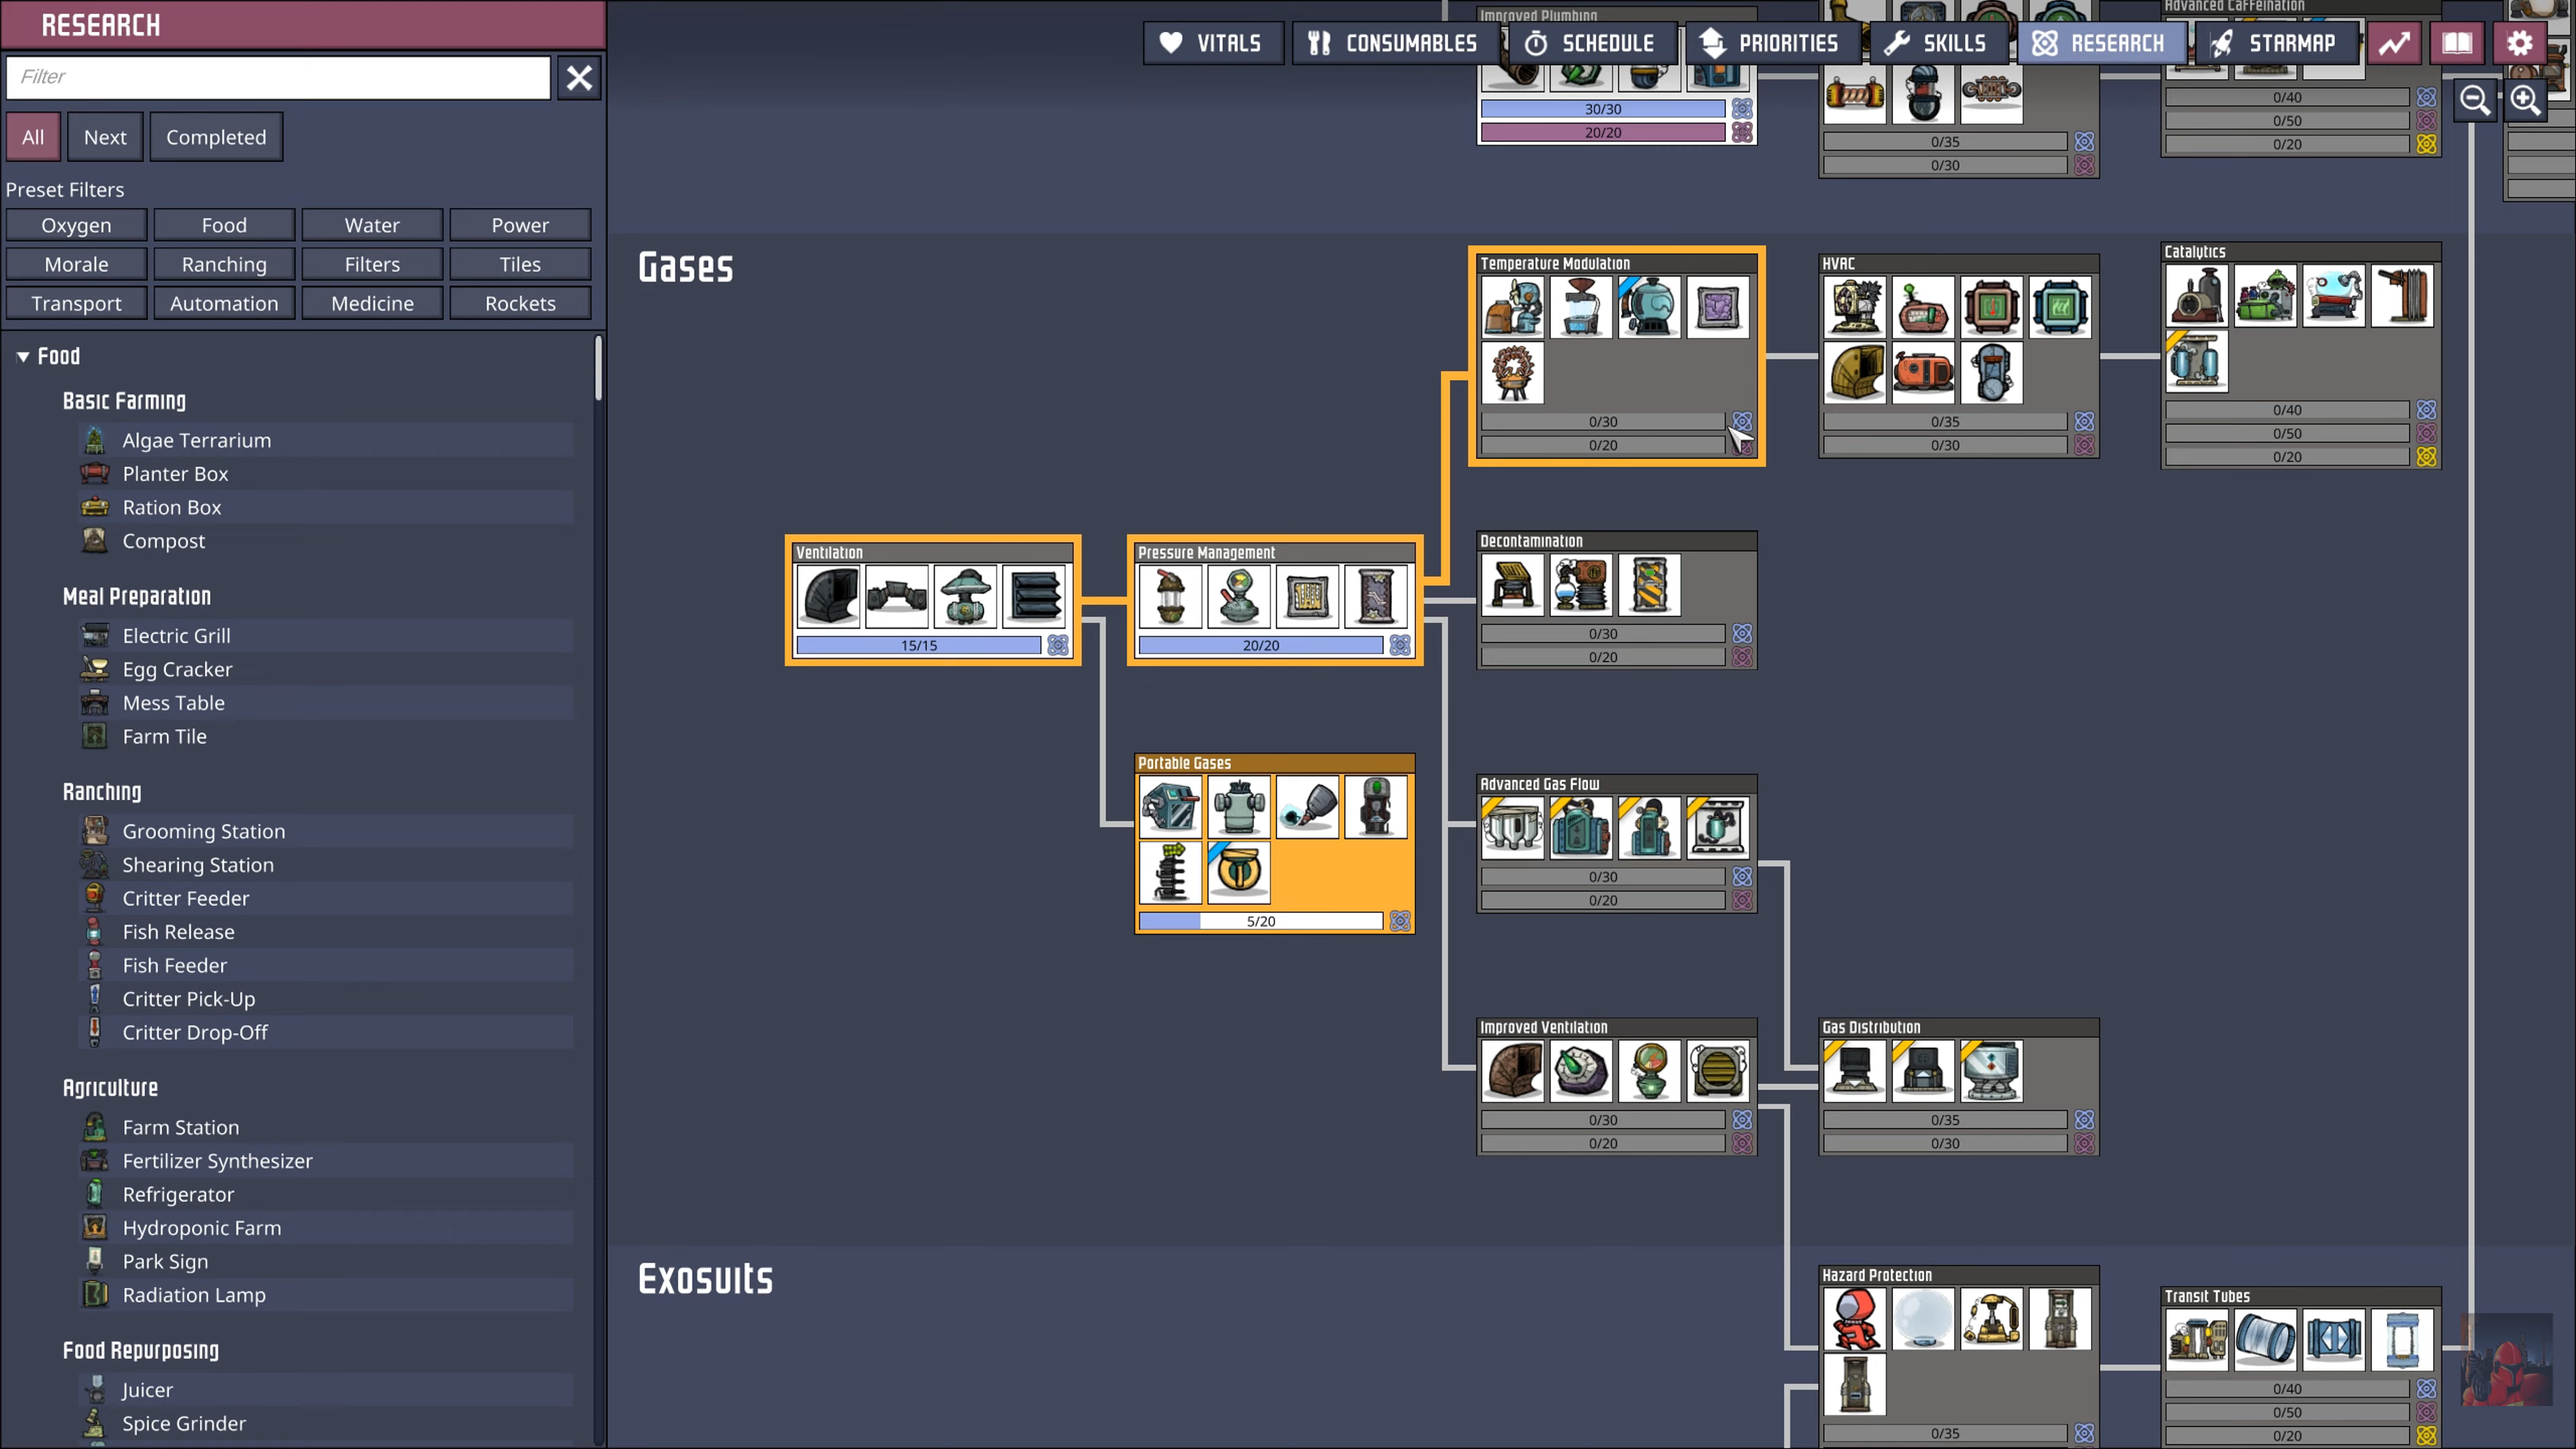 RESEARCH
Filter
All
Next
Completed
Preset Filters
Oxygen
Food
Water
Power
Morale
Ranching
Filters
Tiles
Transport
Automation
Medicine
Rockets
Food
Basic Farming
Algae Terrarium
Planter Box
Ration Box
Compost
Meal Preparation
Electric Grill
Egg Cracker
Mess Table
Farm Tile
Ranching
Grooming Station
Shearing Station
Critter Feeder
Fish Release
Fish Feeder
Critter Pick-Up
Critter Drop-Off
Agriculture
Farm Station
Fertilizer Synthesizer
Refrigerator
Hydroponic Farm
Park Sign
Radiation Lamp
Food Repurposing
Juicer
Spice Grinder
VITALS
CONSUMABLES
SCHEDULE
PRIORITIES
SKILLS
RESEARCH
STARMAP
Improved Plumbing
30/30
20/20
0/35
0/30
Advanced Caffeination
0/40
0/50
0/20
Gases
Temperature Modulation
0/30
0/20
HVAC
0/35
0/30
Catalytics
0/40
0/50
0/20
Ventilation
15/15
Pressure Management
20/20
Decontamination
0/30
0/20
Portable Gases
5/20
Advanced Gas Flow
0/30
0/20
Improved Ventilation
0/30
0/20
Gas Distribution
0/35
0/30
Exosuits
Hazard Protection
0/35
Transit Tubes
0/40
0/50
0/20